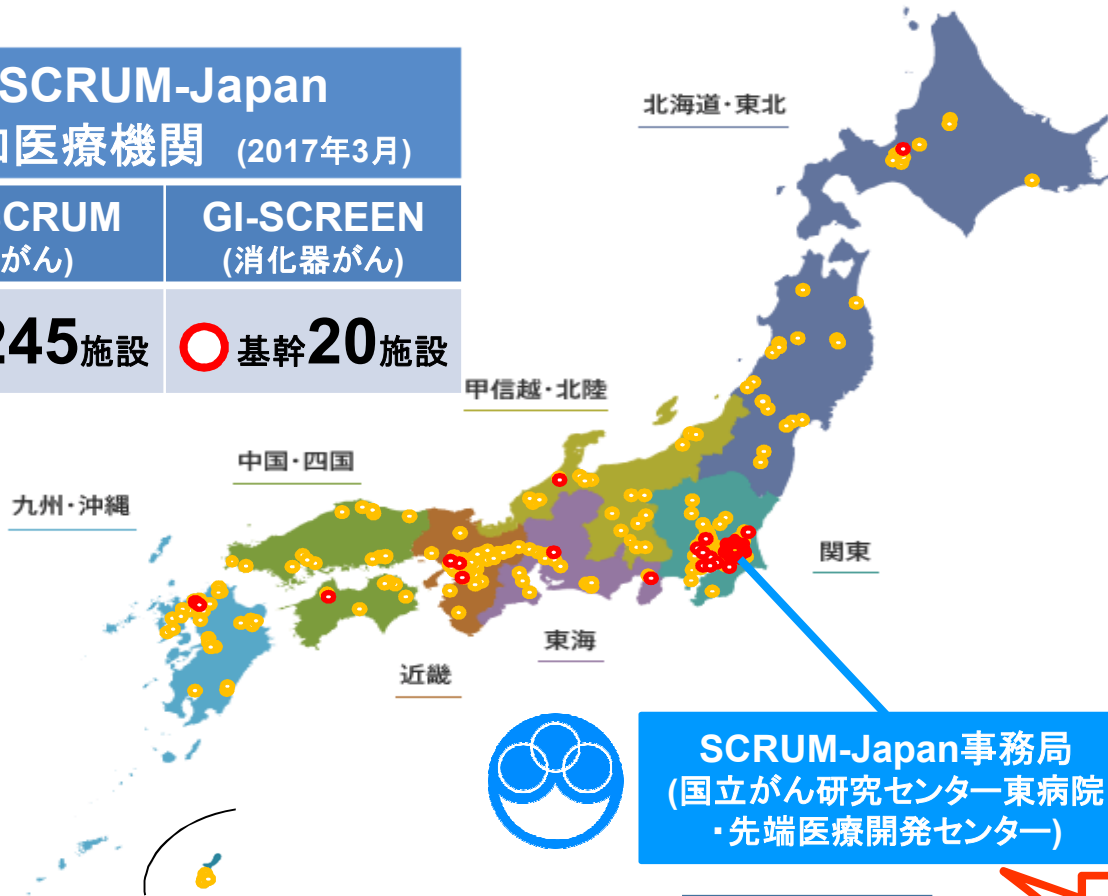 SCRUM-Japan
医療機関 (2017年3月)
CRUM
がん)
GI-SCREEN
(消化器がん)
245施設
基幹20施設
北海道・東北
甲信越・北陸
中国・四国
九州・沖縄
関東
東海
近畿
SCRUM-Japan事務局
(国立がん研究センター東病院
・先端医療開発センター)